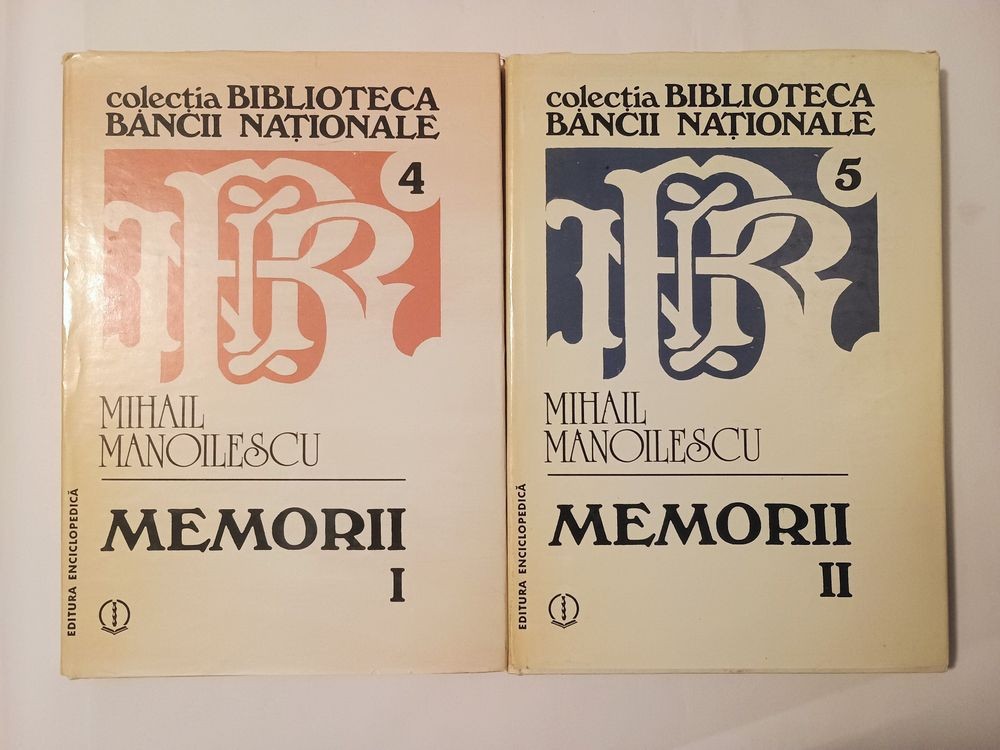 colecția BIBLIOTECA
BĂNCII NAȚIONALE
4
MIHAIL
MANOILESCU
MEMORII
I
EDITURA ENCICLOPEDICĂ
colecția BIBLIOTECA
BĂNCII NAȚIONALE
5
MIHAIL
MANOILESCU
MEMORII
II
EDITURA ENCICLOPEDICĂ